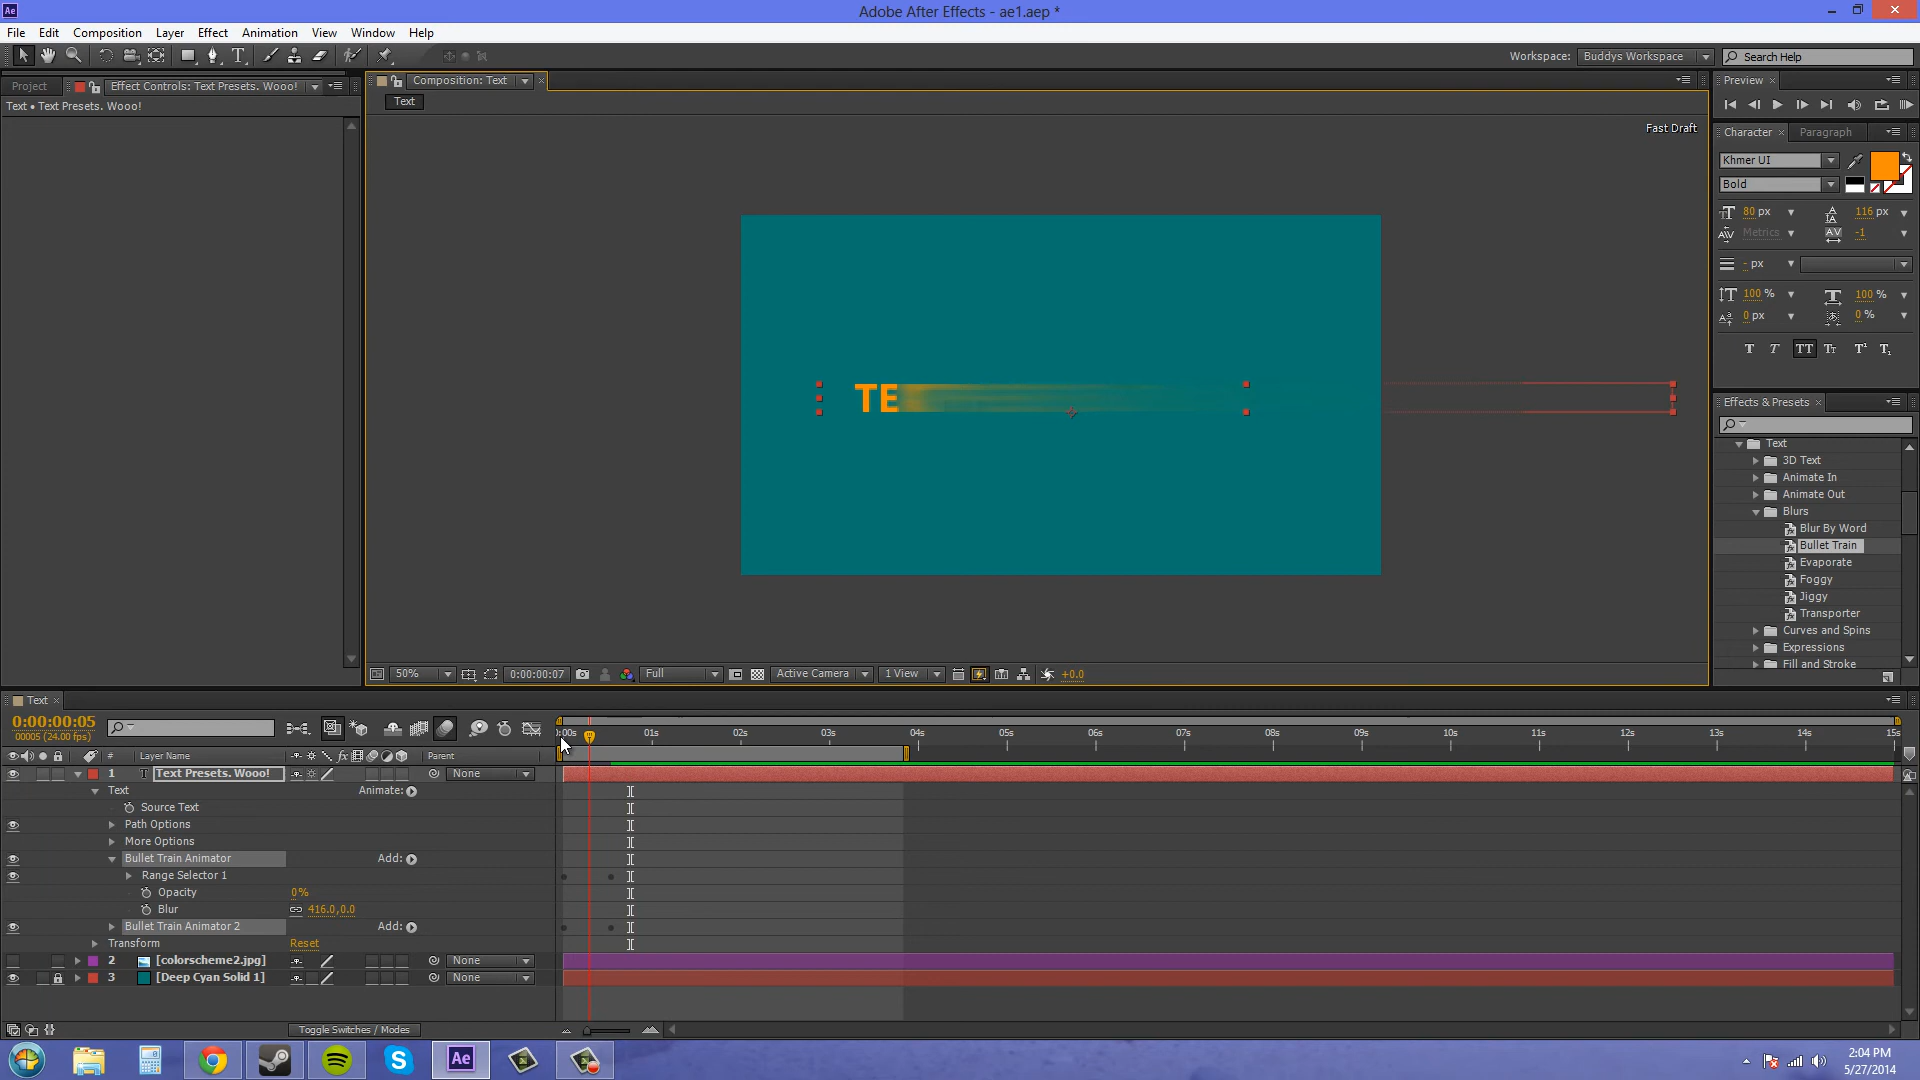 Ae
Adobe After Effects - ae1.aep *
File Edit Composition Layer Effect Animation View Window Help
Workspace: Buddys Workspace Search Help
Project Effect Controls: Text Presets. Wooo!
Text • Text Presets. Wooo!
Composition: Text
Text
Fast Draft
TE
50% 0:00:00:07 Full Active Camera 1 View +0.0
Preview
Character Paragraph
Khmer UI
Bold
80 px 116 px
Metrics -1
- px
100 % 100 %
0 px 0 %
T T TT Tt T¹ T₁
Effects & Presets
Text
3D Text
Animate In
Animate Out
Blurs
Blur By Word
Bullet Train
Evaporate
Foggy
Jiggy
Transporter
Curves and Spins
Expressions
Fill and Stroke
Text
0:00:00:05
00005 (24.00 fps)
# Layer Name Parent
:00s 01s 02s 03s 04s 05s 06s 07s 08s 09s 10s 11s 12s 13s 14s 15s
1 T Text Presets. Wooo! None
Text Animate:
Source Text
Path Options
More Options
Bullet Train Animator Add:
Range Selector 1
Opacity 0%
Blur 416.0,0.0
Bullet Train Animator 2 Add:
Transform Reset
2 [colorscheme2.jpg] None
3 [Deep Cyan Solid 1] None
Toggle Switches / Modes
Ae
2:04 PM
5/27/2014